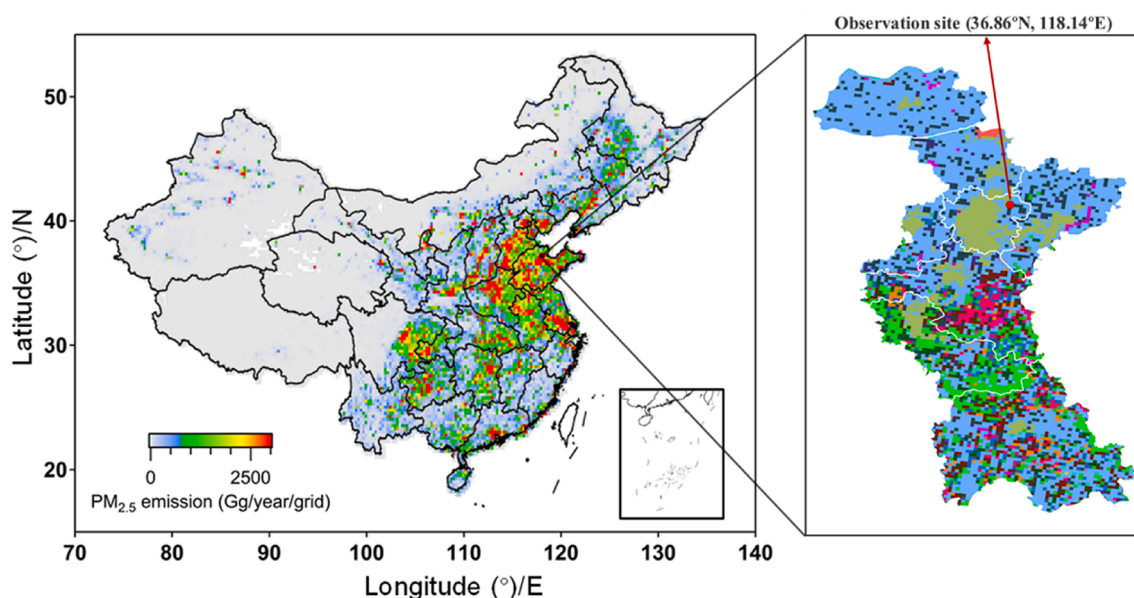 Observation site (36.86°N, 118.14°E)
50
40
30
20
Latitude (°)/N
0 2500
PM2.5 emission (Gg/year/grid)
70 80 90 100 110 120 130 140
Longitude (°)/E